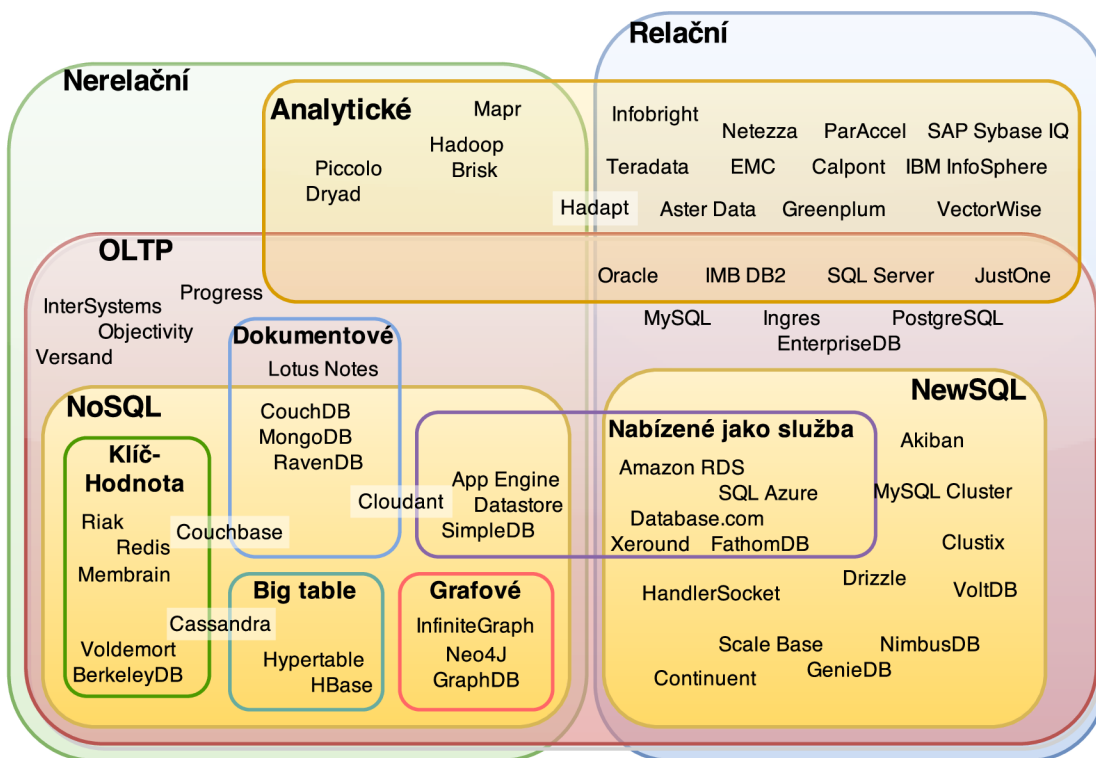 Relační
Nerelační
Analytické
Mapr
Hadoop
Brisk
Piccolo
Dryad
Infobright
Netezza
ParAccel
SAP Sybase IQ
Teradata
EMC
Calpont
IBM InfoSphere
Hadapt
Aster Data
Greenplum
VectorWise
OLTP
Oracle
IMB DB2
SQL Server
JustOne
InterSystems
Progress
Objectivity
Versand
MySQL
Ingres
PostgreSQL
EnterpriseDB
Dokumentové
Lotus Notes
NoSQL
CouchDB
MongoDB
RavenDB
Klíč-
Hodnota
Riak
Redis
Membrain
Couchbase
Cloudant
App Engine
Datastore
SimpleDB
Cassandra
Voldemort
BerkeleyDB
Big table
Hypertable
HBase
Grafové
InfiniteGraph
Neo4J
GraphDB
NewSQL
Nabízené jako služba
Amazon RDS
SQL Azure
Database.com
Xeround
FathomDB
Akiban
MySQL Cluster
Clustix
Drizzle
VoltDB
HandlerSocket
Scale Base
NimbusDB
GenieDB
Continuent